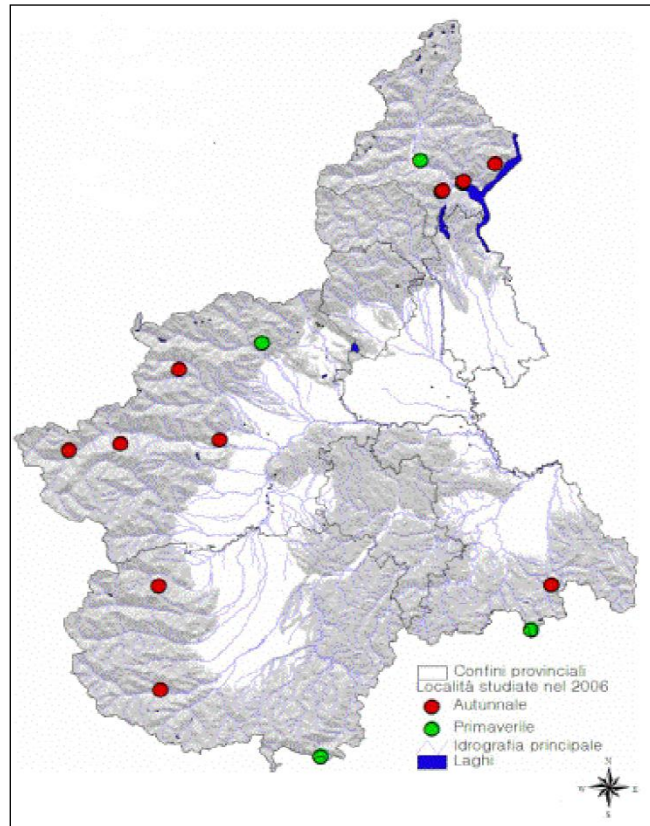 Confini provinciali
Località studiate nel 2006
Autunnale
Primaverile
Idrografia principale
Laghi
N
W E
S